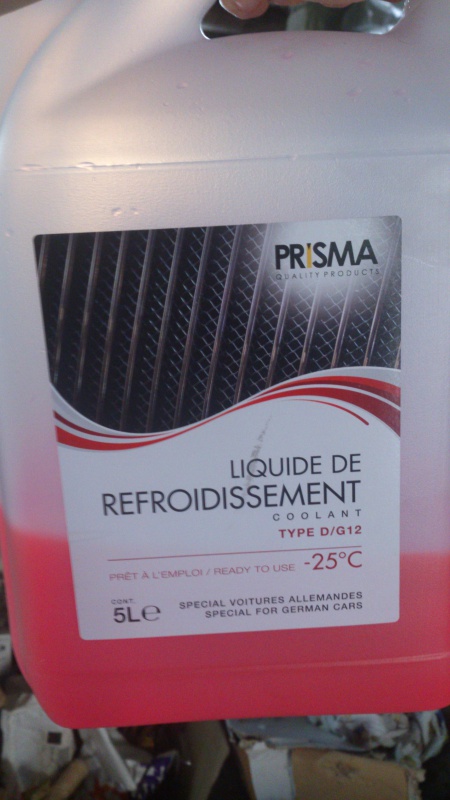 PRISMA
QUALITY PRODUCTS
LIQUIDE DE
REFROIDISSEMENT
COOLANT
TYPE D/G12
PRÊT À L'EMPLOI / READY TO USE -25°C
CONT.
5L℮
SPECIAL VOITURES ALLEMANDES
SPECIAL FOR GERMAN CARS